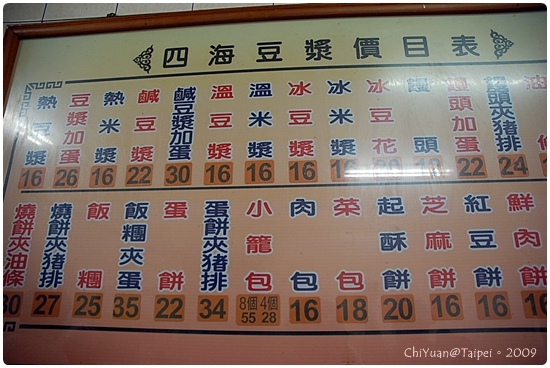 四海豆漿價目表
熱豆漿 16
豆漿加蛋 26
熱米漿 16
鹹豆漿 22
鹹豆漿加蛋 30
溫豆漿 16
溫米漿 16
冰豆漿 16
冰米漿 16
冰豆花 20
饅頭
饅頭加蛋 22
饅頭夾豬排 24
油
燒餅夾油條 30
燒餅夾豬排 27
飯糰 25
飯糰夾蛋 35
蛋餅 22
蛋餅夾豬排 34
小籠包 8個55 4個28
肉包 16
菜包 18
起酥餅 20
芝麻餅 16
紅豆餅 16
鮮肉餅 16
ChiYuan@Taipei。2009